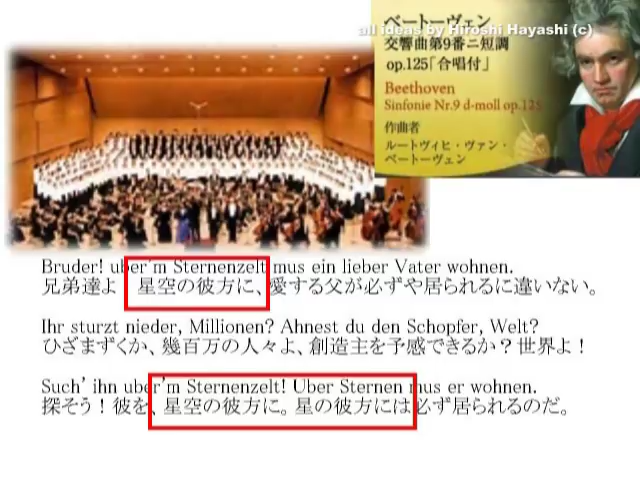 all ideas by Hiroshi Hayashi (c)
ベートーヴェン
交響曲第9番ニ短調
op.125「合唱付」
Beethoven
Sinfonie Nr.9 d-moll op.125
作曲者
ルートヴィヒ・ヴァン・
ベートーヴェン
Bruder! uber'm Sternenzelt mus ein lieber Vater wohnen.
兄弟達よ 星空の彼方に、愛する父が必ずや居られるに違いない。
Ihr sturzt nieder, Millionen? Ahnest du den Schopfer, Welt?
ひざまずくか、幾百万の人々よ、創造主を予感できるか？世界よ！
Such' ihn uber'm Sternenzelt! Uber Sternen mus er wohnen.
探そう！彼を、星空の彼方に。星の彼方には必ず居られるのだ。